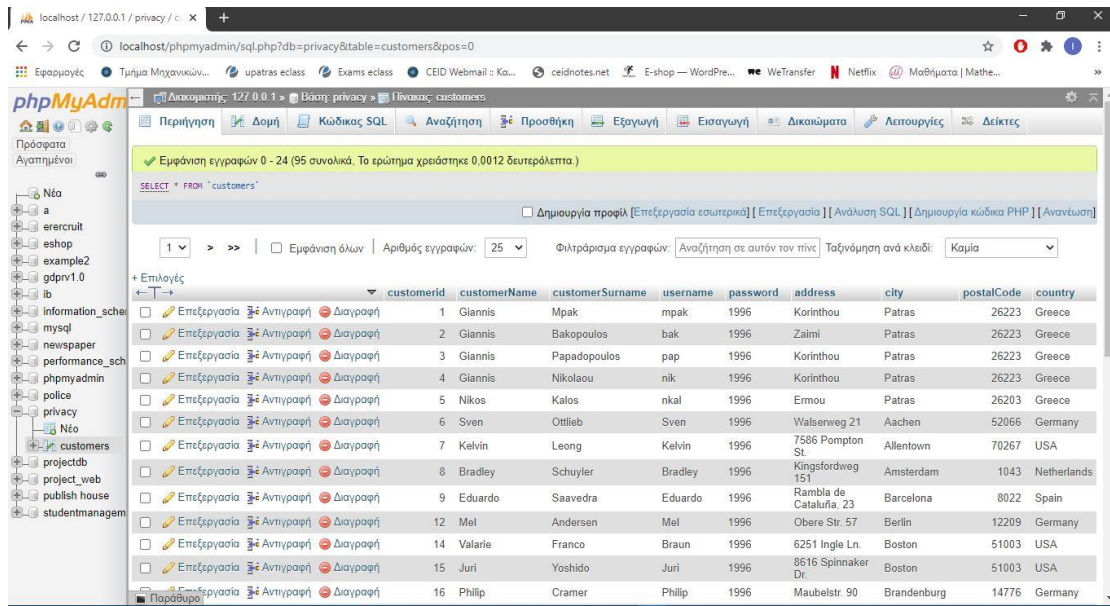 localhost / 127.0.0.1 / privacy / c
localhost/phpmyadmin/sql.php?db=privacy&table=customers&pos=0
Εφαρμογές Τμήμα Μηχανικών... upatras eclass Exams eclass CEID Webmail :: Κα... ceidnotes.net E-shop — WordPre... WeTransfer Netflix Μαθήματα | Mathe... »
phpMyAdm
Διακομιστής: 127.0.0.1 » Βάση: privacy » Πίνακας: customers
Περιήγηση Δομή Κώδικας SQL Αναζήτηση Προσθήκη Εξαγωγή Εισαγωγή Δικαιώματα Λειτουργίες Δείκτες
Πρόσφατα
Αγαπημένοι
Νέα
a
erercruit
eshop
example2
gdprv1.0
ib
information_schem
mysql
newspaper
performance_sch
phpmyadmin
police
privacy
Νέο
customers
projectdb
project_web
publish house
studentmanagem
Εμφάνιση εγγραφών 0 - 24 (95 συνολικά, Το ερώτημα χρειάστηκε 0,0012 δευτερόλεπτα.)
SELECT * FROM `customers`
Δημιουργία προφίλ [Επεξεργασία εσωτερικά] [ Επεξεργασία ] [ Ανάλυση SQL ] [ Δημιουργία κώδικα PHP ] [ Ανανέωση]
1 > >> | Εμφάνιση όλων | Αριθμός εγγραφών: 25 Φιλτράρισμα εγγραφών: Αναζήτηση σε αυτόν τον πίνα Ταξινόμηση ανά κλειδί: Καμία
+ Επιλογές
←T→ customerid customerName customerSurname username password address city postalCode country
Επεξεργασία Αντιγραφή Διαγραφή 1 Giannis Mpak mpak 1996 Korinthou Patras 26223 Greece
Επεξεργασία Αντιγραφή Διαγραφή 2 Giannis Bakopoulos bak 1996 Zaimi Patras 26223 Greece
Επεξεργασία Αντιγραφή Διαγραφή 3 Giannis Papadopoulos pap 1996 Korinthou Patras 26223 Greece
Επεξεργασία Αντιγραφή Διαγραφή 4 Giannis Nikolaou nik 1996 Korinthou Patras 26223 Greece
Επεξεργασία Αντιγραφή Διαγραφή 5 Nikos Kalos nkal 1996 Ermou Patras 26203 Greece
Επεξεργασία Αντιγραφή Διαγραφή 6 Sven Ottlieb Sven 1996 Walserweg 21 Aachen 52066 Germany
Επεξεργασία Αντιγραφή Διαγραφή 7 Kelvin Leong Kelvin 1996 7586 Pompton St. Allentown 70267 USA
Επεξεργασία Αντιγραφή Διαγραφή 8 Bradley Schuyler Bradley 1996 Kingsfordweg 151 Amsterdam 1043 Netherlands
Επεξεργασία Αντιγραφή Διαγραφή 9 Eduardo Saavedra Eduardo 1996 Rambla de Cataluña, 23 Barcelona 8022 Spain
Επεξεργασία Αντιγραφή Διαγραφή 12 Mel Andersen Mel 1996 Obere Str. 57 Berlin 12209 Germany
Επεξεργασία Αντιγραφή Διαγραφή 14 Valarie Franco Braun 1996 6251 Ingle Ln. Boston 51003 USA
Επεξεργασία Αντιγραφή Διαγραφή 15 Juri Yoshido Juri 1996 8616 Spinnaker Dr. Boston 51003 USA
Επεξεργασία Αντιγραφή Διαγραφή 16 Philip Cramer Philip 1996 Maubelstr. 90 Brandenburg 14776 Germany
Παράθυρο